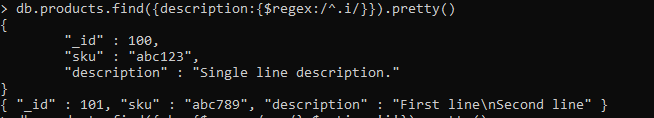 > db.products.find({description:{$regex:/^.i/}}).pretty()
{
        "_id" : 100,
        "sku" : "abc123",
        "description" : "Single line description."
}
{ "_id" : 101, "sku" : "abc789", "description" : "First line\nSecond line" }